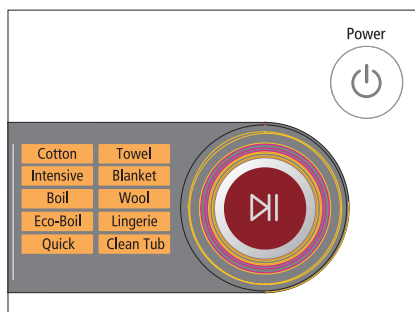 Power
Cotton Towel
Intensive Blanket
Boil Wool
Eco-Boil Lingerie
Quick Clean Tub